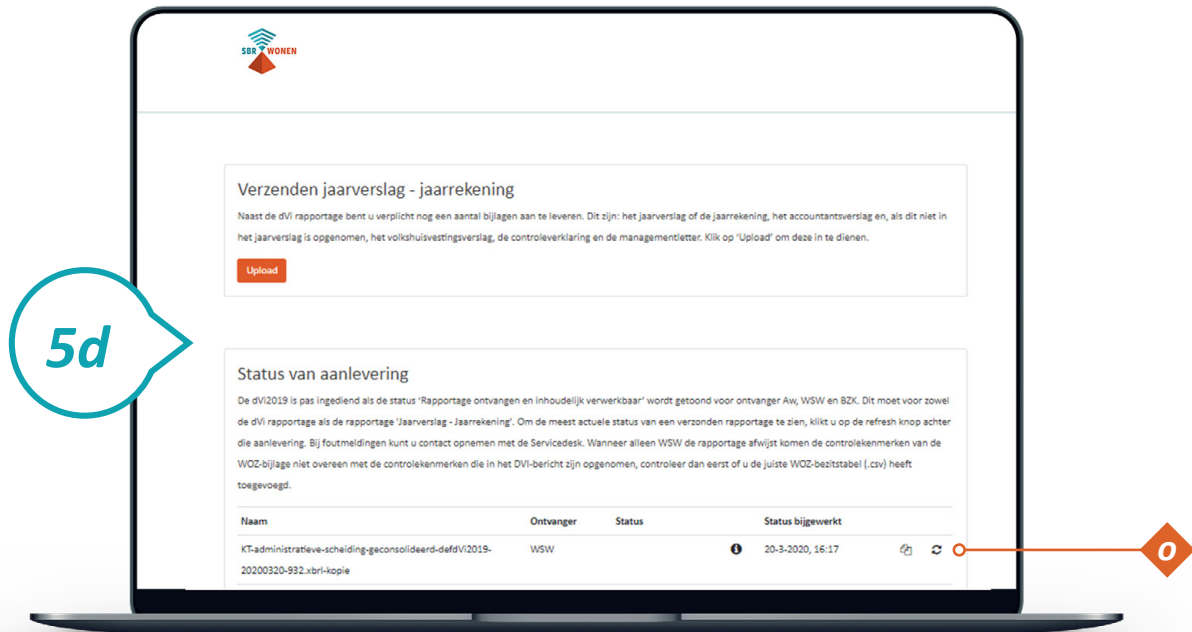 SBR WONEN
Verzenden jaarverslag - jaarrekening
Naast de dVi rapportage bent u verplicht nog een aantal bijlagen aan te leveren. Dit zijn: het jaarverslag of de jaarrekening, het accountantsverslag en, als dit niet in
het jaarverslag is opgenomen, het volkshuisvestingsverslag, de controleverklaring en de managementletter. Klik op 'Upload' om deze in te dienen.
Upload
5d
Status van aanlevering
De dVi2019 is pas ingediend als de status 'Rapportage ontvangen en inhoudelijk verwerkbaar' wordt getoond voor ontvanger Aw, WSW en BZK. Dit moet voor zowel
de dVi rapportage als de rapportage 'Jaarverslag - Jaarrekening'. Om de meest actuele status van een verzonden rapportage te zien, klikt u op de refresh knop achter
die aanlevering. Bij foutmeldingen kunt u contact opnemen met de Servicedesk. Wanneer alleen WSW de rapportage afwijst komen de controlekenmerken van de
WOZ-bijlage niet overeen met de controlekenmerken die in het DVI-bericht zijn opgenomen, controleer dan eerst of u de juiste WOZ-bezitstabel (.csv) heeft
toegevoegd.
Naam Ontvanger Status Status bijgewerkt
KT-administratieve-scheiding-geconsolideerd-defdVi2019- WSW 20-3-2020, 16:17
20200320-932.xbrl-kopie
o